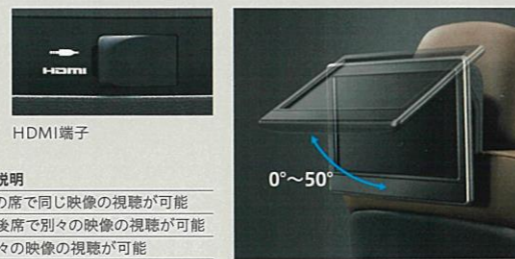 HDMI
HDMI端子
説明
の席で同じ映像の視聴が可能
後席で別々の映像の視聴が可能
々の映像の視聴が可能
0°~50°